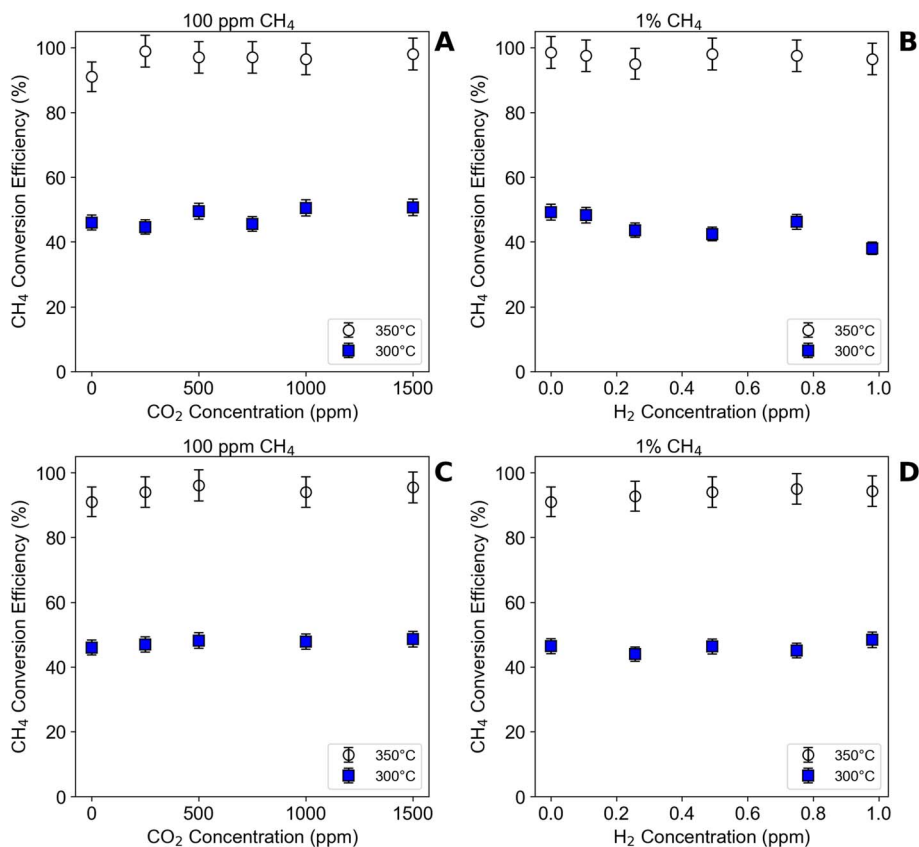 100 ppm CH₄
A
CH₄ Conversion Efficiency (%)
100
80
60
40
20
0
350°C
300°C
0 500 1000 1500
CO₂ Concentration (ppm)
1% CH₄
B
CH₄ Conversion Efficiency (%)
100
80
60
40
20
0
350°C
300°C
0.0 0.2 0.4 0.6 0.8 1.0
H₂ Concentration (ppm)
100 ppm CH₄
C
CH₄ Conversion Efficiency (%)
100
80
60
40
20
0
350°C
300°C
0 500 1000 1500
CO₂ Concentration (ppm)
1% CH₄
D
CH₄ Conversion Efficiency (%)
100
80
60
40
20
0
350°C
300°C
0.0 0.2 0.4 0.6 0.8 1.0
H₂ Concentration (ppm)